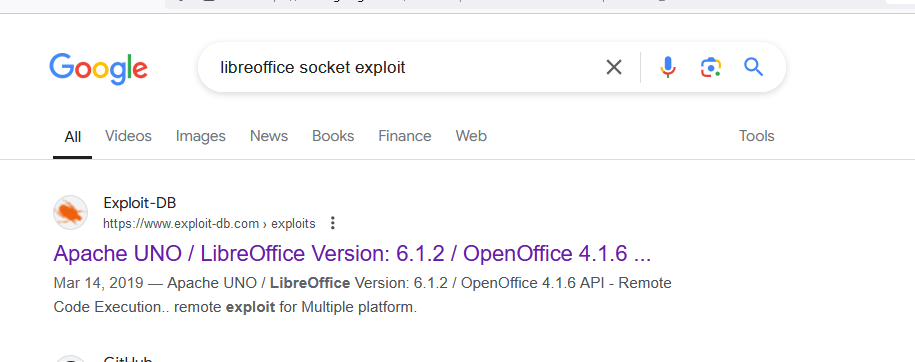 Google
libreoffice socket exploit
All Videos Images News Books Finance Web Tools
Exploit-DB
https://www.exploit-db.com › exploits
Apache UNO / LibreOffice Version: 6.1.2 / OpenOffice 4.1.6 ...
Mar 14, 2019 — Apache UNO / LibreOffice Version: 6.1.2 / OpenOffice 4.1.6 API - Remote
Code Execution.. remote exploit for Multiple platform.
GitHub